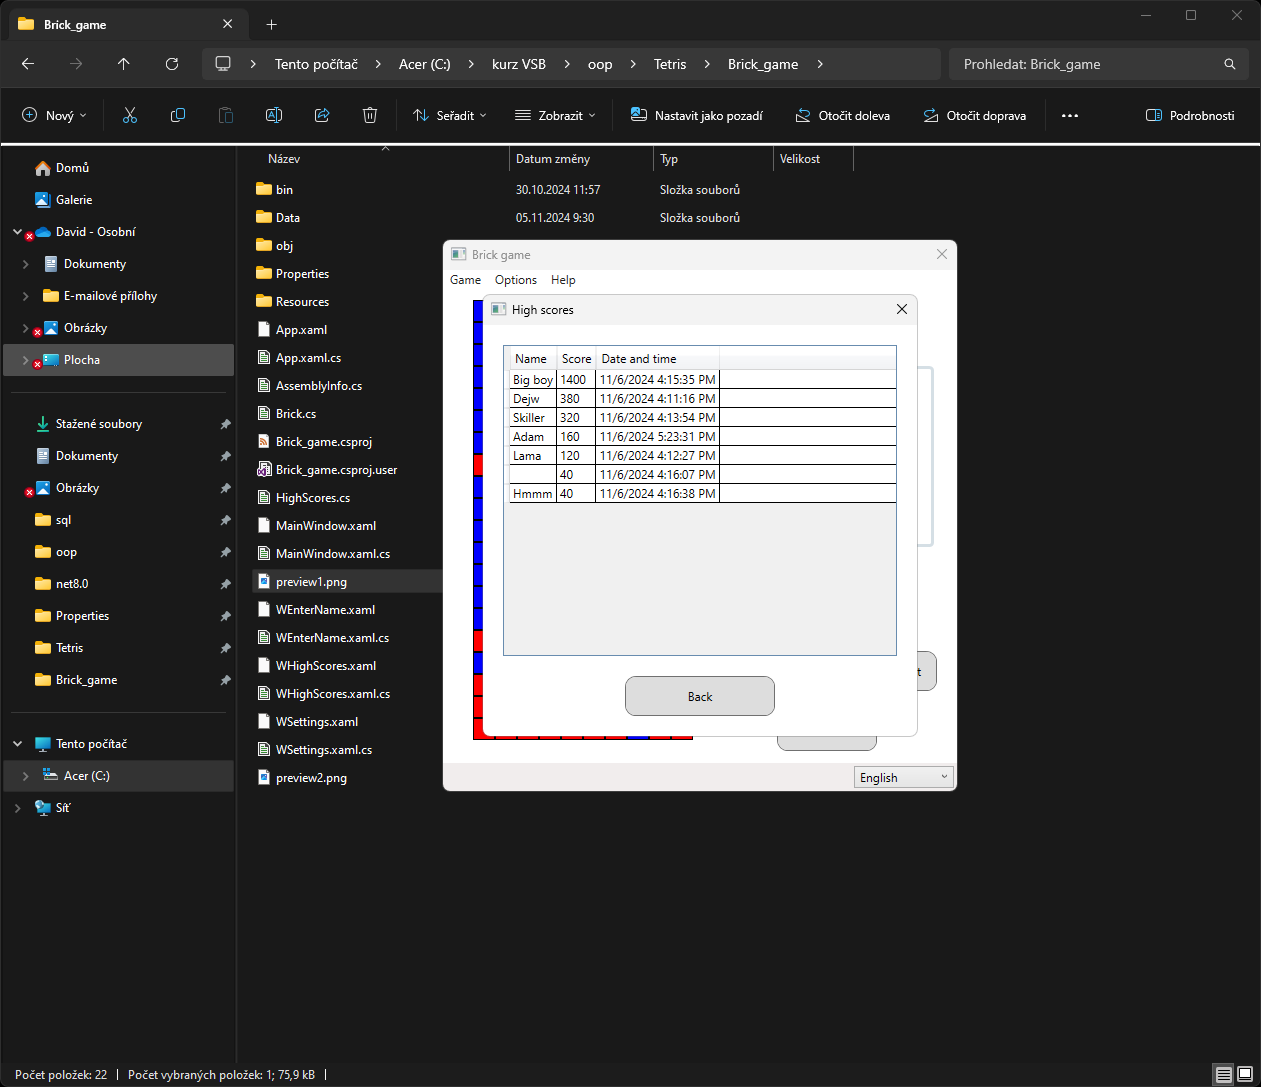 Brick_game
Tento počítač > Acer (C:) > kurz VSB > oop > Tetris > Brick_game >
Prohledat: Brick_game
Nový
Seřadit
Zobrazit
Nastavit jako pozadí
Otočit doleva
Otočit doprava
Podrobnosti
Domů
Galerie
David - Osobní
Dokumenty
E-mailové přílohy
Obrázky
Plocha
Stažené soubory
Dokumenty
Obrázky
sql
oop
net8.0
Properties
Tetris
Brick_game
Tento počítač
Acer (C:)
Síť
Název Datum změny Typ Velikost
bin 30.10.2024 11:57 Složka souborů
Data 05.11.2024 9:30 Složka souborů
obj
Properties
Resources
App.xaml
App.xaml.cs
AssemblyInfo.cs
Brick.cs
Brick_game.csproj
Brick_game.csproj.user
HighScores.cs
MainWindow.xaml
MainWindow.xaml.cs
preview1.png
WEnterName.xaml
WEnterName.xaml.cs
WHighScores.xaml
WHighScores.xaml.cs
WSettings.xaml
WSettings.xaml.cs
preview2.png
Brick game
Game Options Help
High scores
Name Score Date and time
Big boy 1400 11/6/2024 4:15:35 PM
Dejw 380 11/6/2024 4:11:16 PM
Skiller 320 11/6/2024 4:13:54 PM
Adam 160 11/6/2024 5:23:31 PM
Lama 120 11/6/2024 4:12:27 PM
40 11/6/2024 4:16:07 PM
Hmmm 40 11/6/2024 4:16:38 PM
Back
t
English
Počet položek: 22
Počet vybraných položek: 1; 75,9 kB